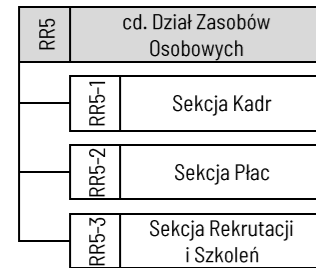 RR5
cd. Dział Zasobów
Osobowych
RR5-1
Sekcja Kadr
RR5-2
Sekcja Płac
RR5-3
Sekcja Rekrutacji
i Szkoleń